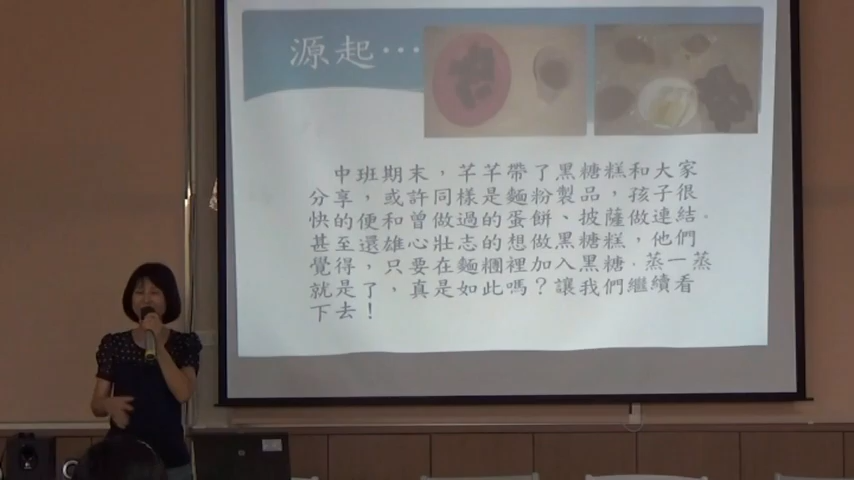 源起…
中班期末，芊芊帶了黑糖糕和大家
分享，或許同樣是麵粉製品，孩子很
快的便和曾做過的蛋餅、披薩做連結。
甚至還雄心壯志的想做黑糖糕，他們
覺得，只要在麵糰裡加入黑糖，蒸一蒸
就是了，真是如此嗎？讓我們繼續看
下去！